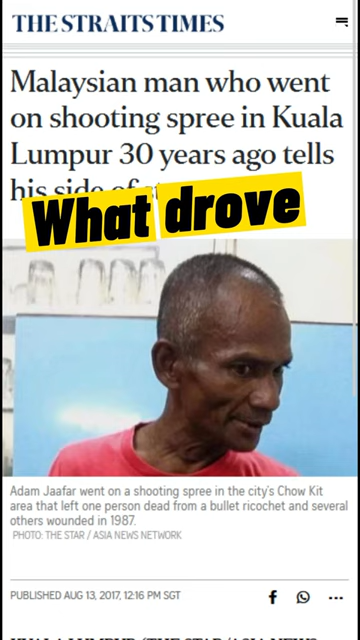 THE STRAITS TIMES
Malaysian man who went
on shooting spree in Kuala
Lumpur 30 years ago tells
his side of
What drove
Adam Jaafar went on a shooting spree in the city's Chow Kit
area that left one person dead from a bullet ricochet and several
others wounded in 1987.
PHOTO: THE STAR / ASIA NEWS NETWORK
PUBLISHED AUG 13, 2017, 12:16 PM SGT